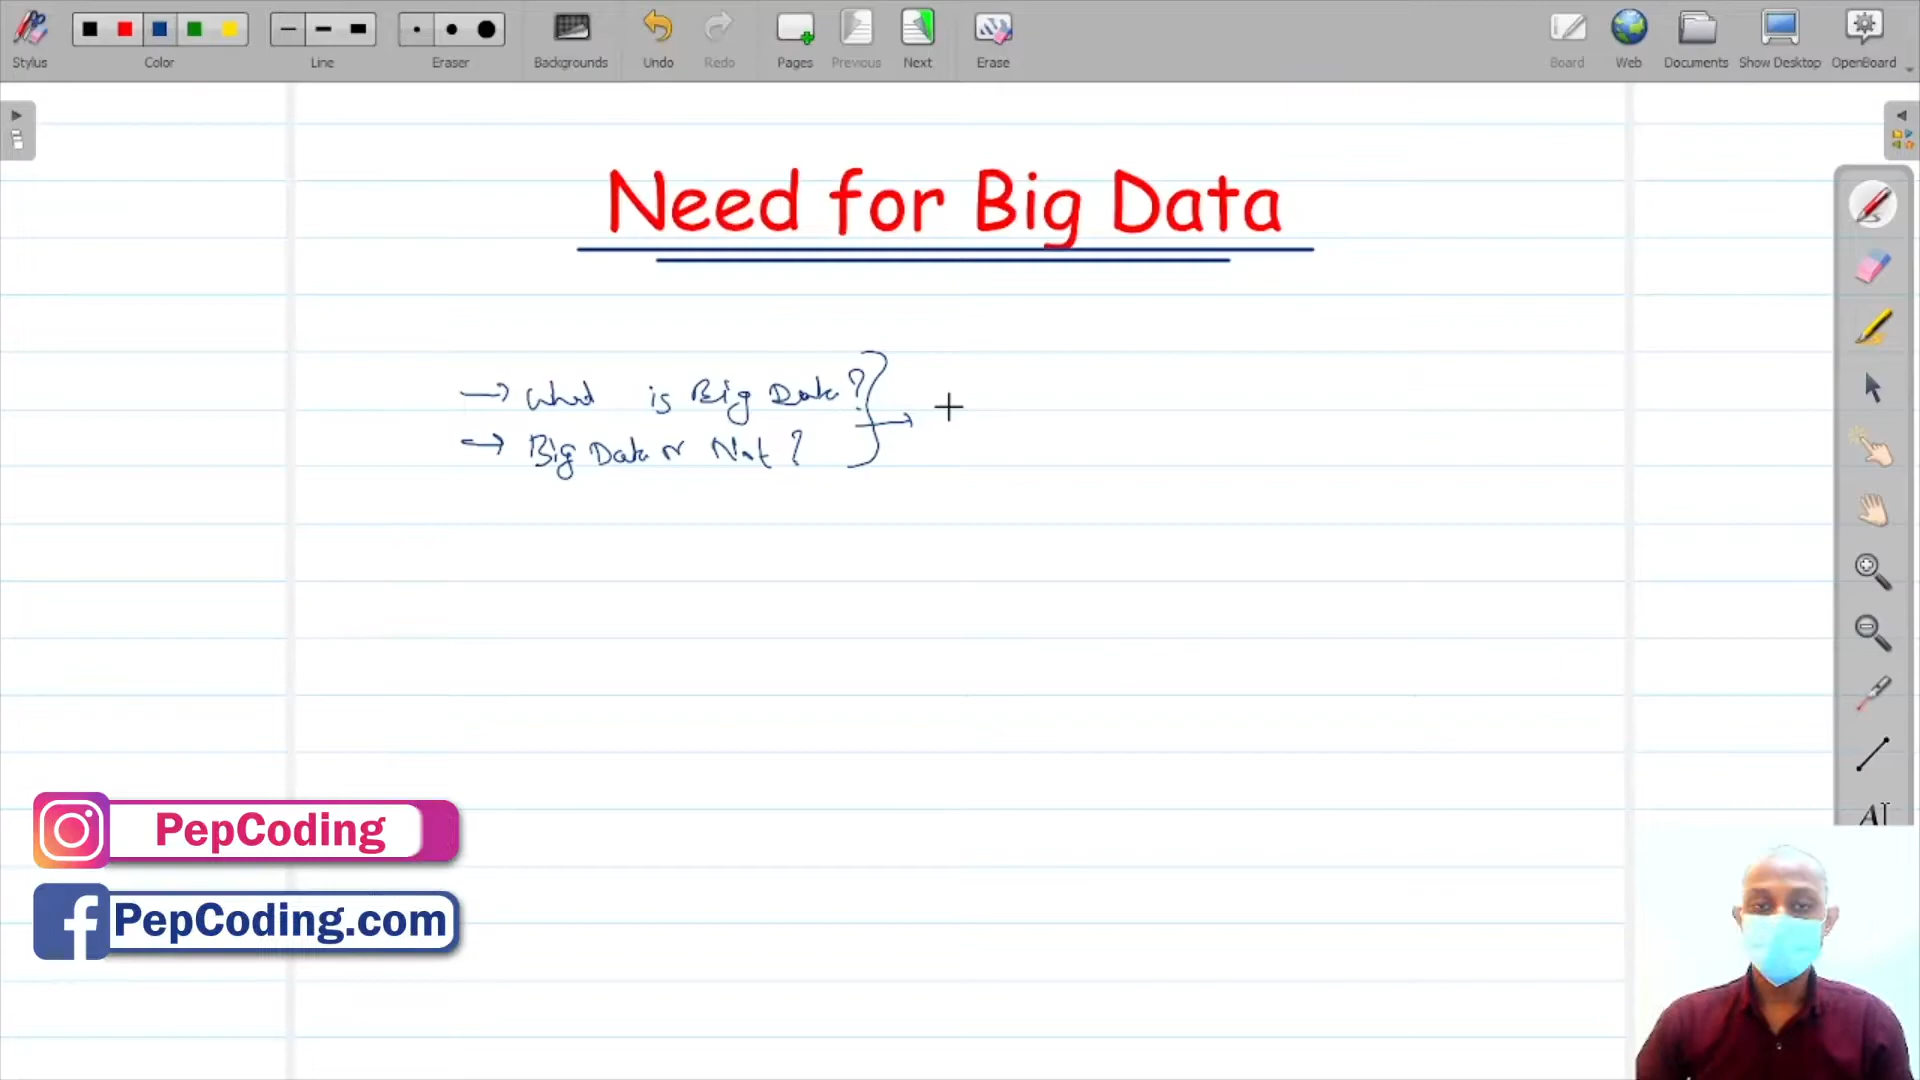 Stylus Color Line Eraser Backgrounds Undo Redo Pages Previous Next Erase Board Web Documents Show Desktop OpenBoard
Need for Big Data
→ What is Big Data?
→ Big Data or Not?
PepCoding
PepCoding.com